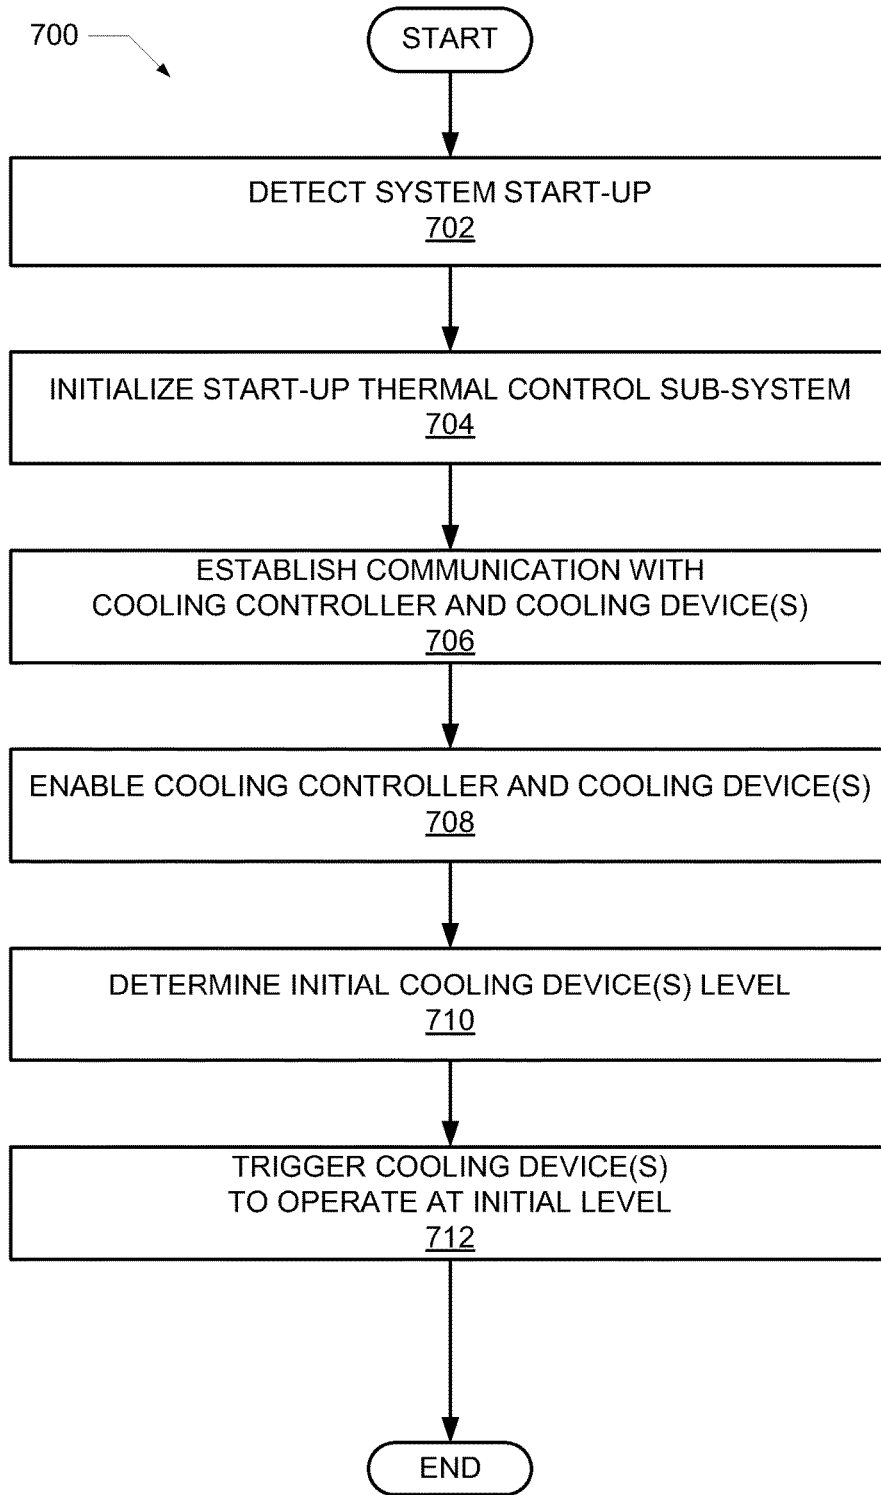 700
START
DETECT SYSTEM START-UP
702
INITIALIZE START-UP THERMAL CONTROL SUB-SYSTEM
704
ESTABLISH COMMUNICATION WITH
COOLING CONTROLLER AND COOLING DEVICE(S)
706
ENABLE COOLING CONTROLLER AND COOLING DEVICE(S)
708
DETERMINE INITIAL COOLING DEVICE(S) LEVEL
710
TRIGGER COOLING DEVICE(S)
TO OPERATE AT INITIAL LEVEL
712
END